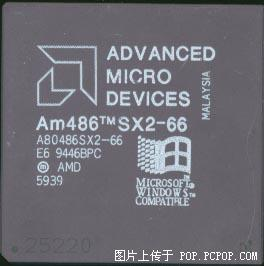 ADVANCED
MICRO
DEVICES
MALAYSIA
Am486™SX2-66
A80486SX2-66
E6 9446BPC
ⓜ AMD
5939
MICROSOFT
WINDOWS
COMPATIBLE
25220
图片上传于 POP.PCPOP.COM